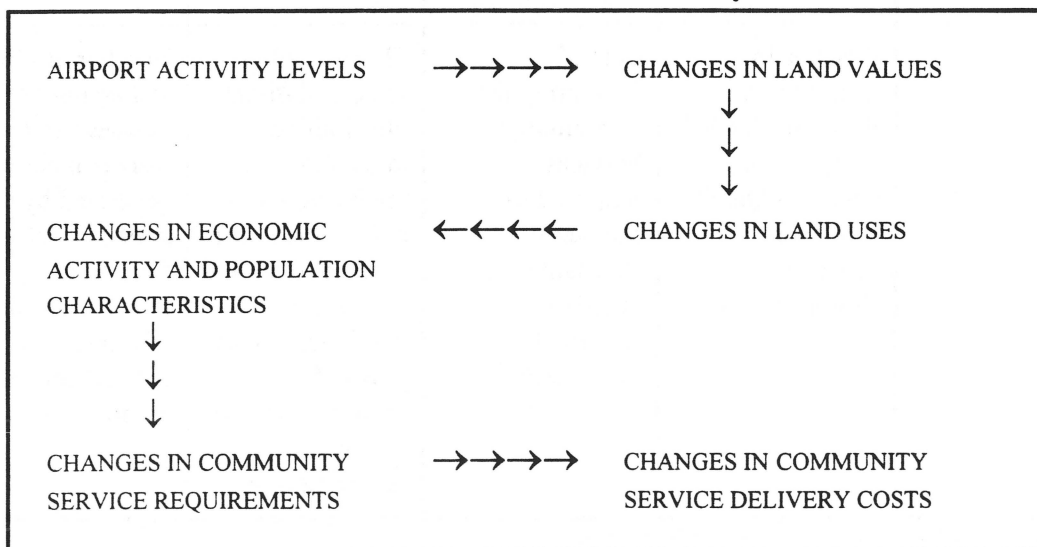 AIRPORT ACTIVITY LEVELS →→→→ CHANGES IN LAND VALUES
↓
↓
↓
CHANGES IN ECONOMIC ←←←← CHANGES IN LAND USES
ACTIVITY AND POPULATION
CHARACTERISTICS
↓
↓
↓
CHANGES IN COMMUNITY →→→→ CHANGES IN COMMUNITY
SERVICE REQUIREMENTS SERVICE DELIVERY COSTS